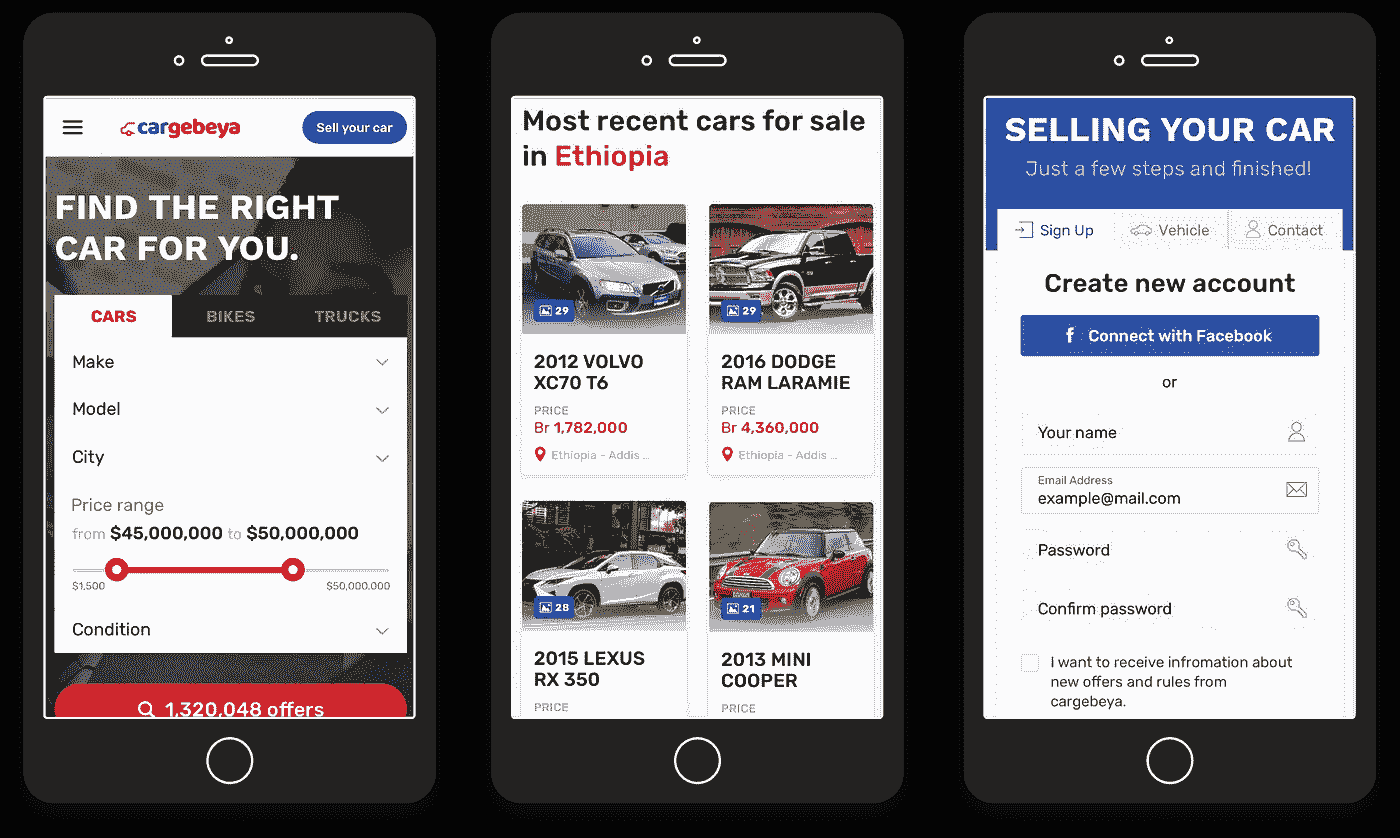 cargebeya
Sell your car
FIND THE RIGHT
CAR FOR YOU.
CARS BIKES TRUCKS
Make
Model
City
Price range
from $45,000,000 to $50,000,000
$1,500 $50,000.000
Condition
1,320,048 offers
Most recent cars for sale
in Ethiopia
29
29
2012 VOLVO
XC70 T6
PRICE
Br 1,782,000
Ethiopia - Addis ...
2016 DODGE
RAM LARAMIE
PRICE
Br 4,360,000
Ethiopia - Addis ...
28
21
2015 LEXUS
RX 350
PRICE
2013 MINI
COOPER
PRICE
SELLING YOUR CAR
Just a few steps and finished!
Sign Up Vehicle Contact
Create new account
f Connect with Facebook
or
Your name
Email Address
example@mail.com
Password
Confirm password
I want to receive infromation about
new offers and rules from
cargebeya.